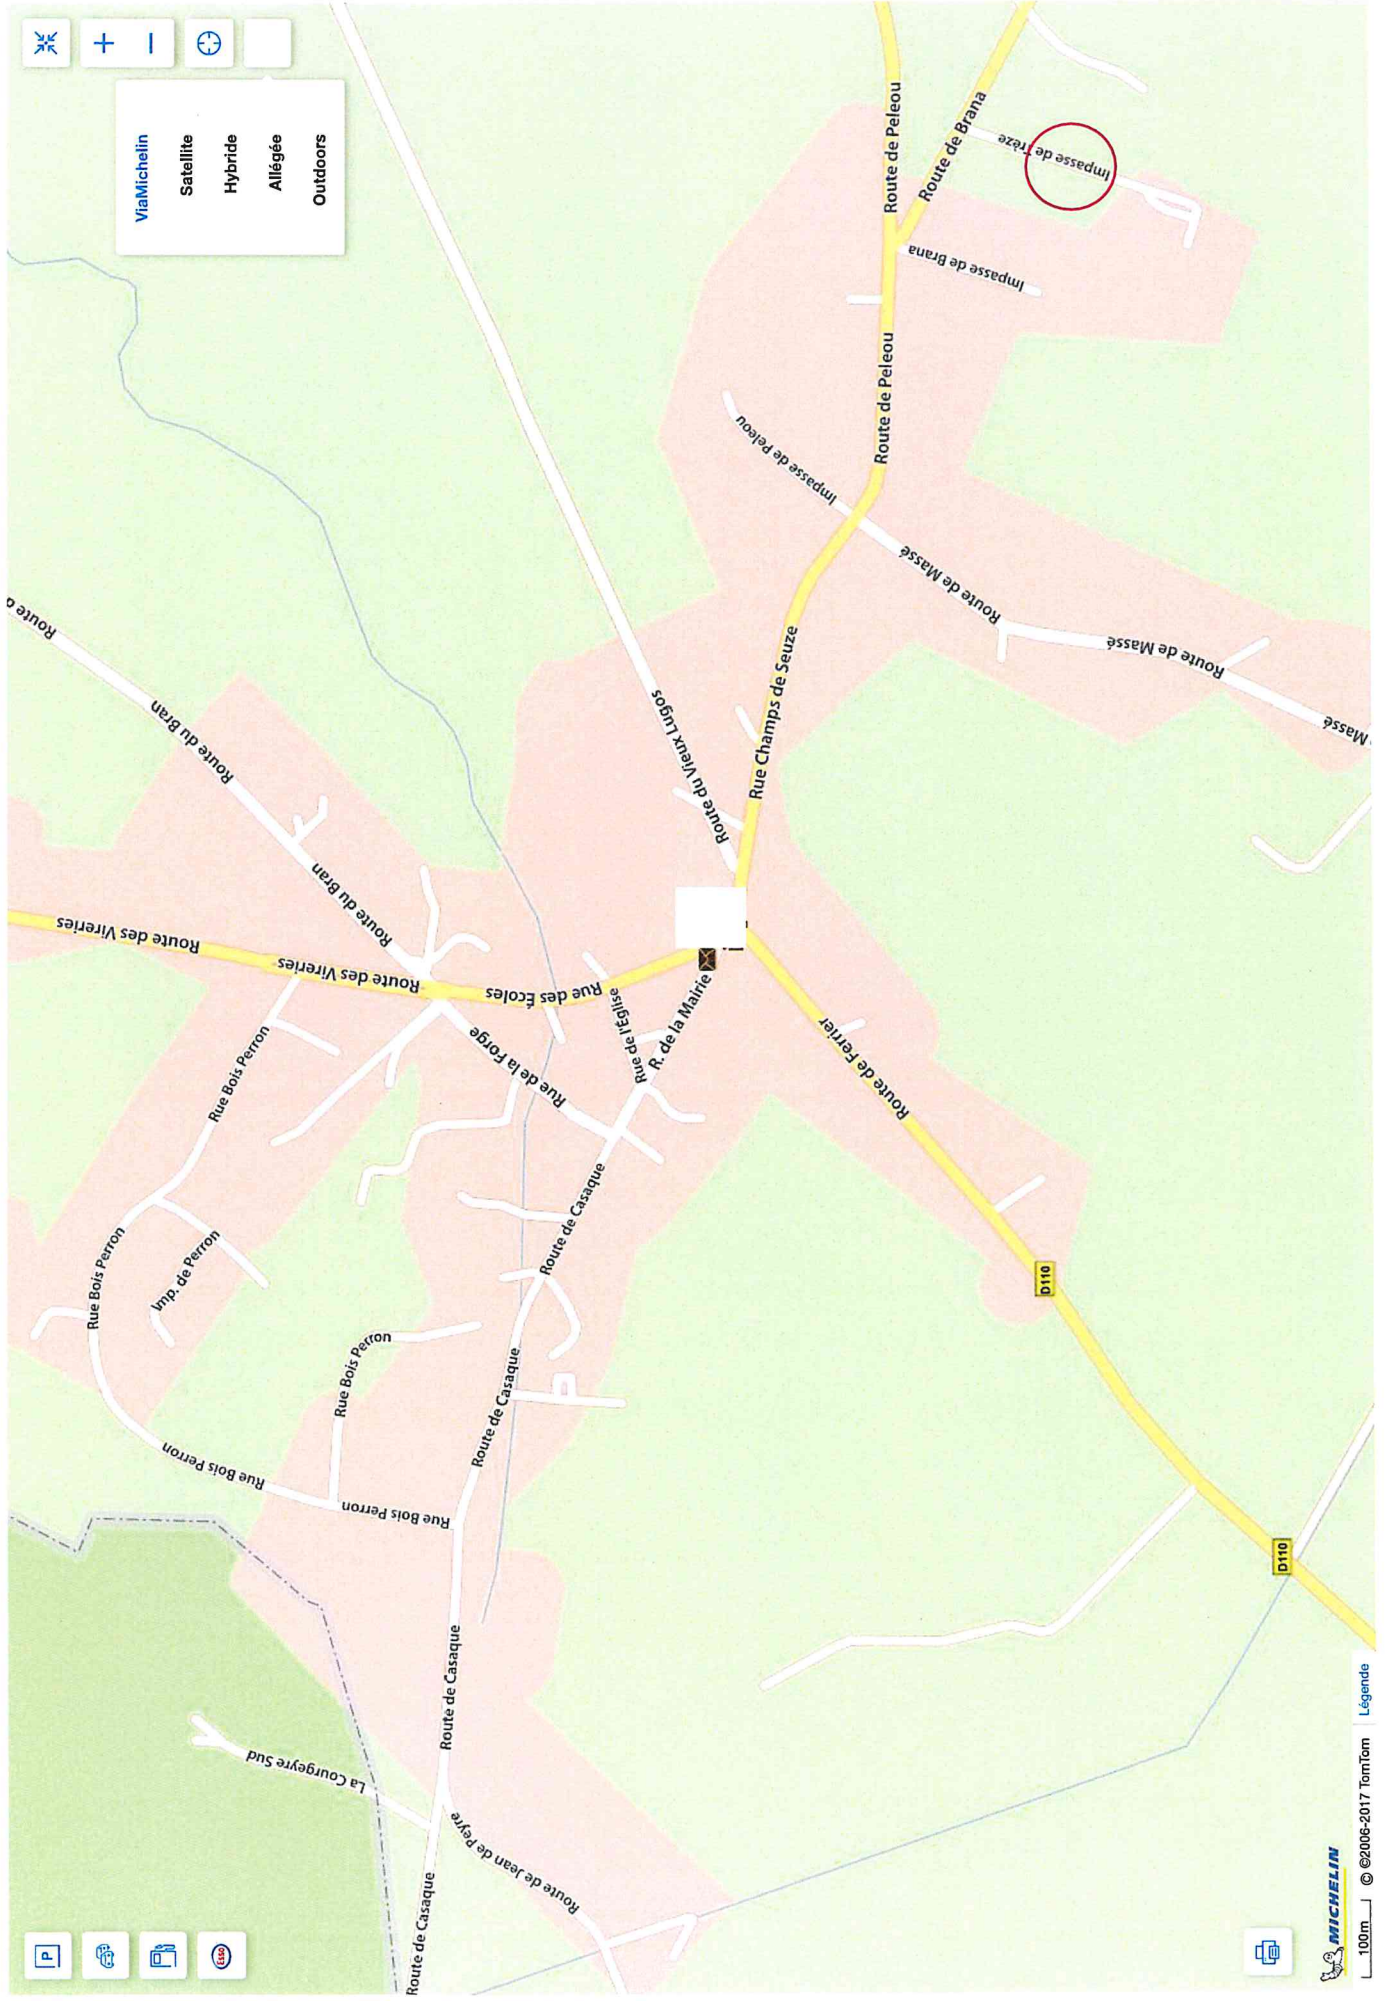 P
Esso
ViaMichelin
Satellite
Hybride
Allégée
Outdoors
Route d
Route des Vireries
Rue Bois Perron
Imp. de Perron
Route du Bran
Rue Bois Perron
Rue Bois Perron
La Courgeyre Sud
Route des Vireries
Route du Bran
Rue Bois Perron
Rue Bois Perron
Route de Casaque
Route de Casaque
Route de Jean de Peyre
Route de Casaque
Rue de la Forge
Rue des Écoles
Route de Casaque
Rue de l'Église
R. de la Mairie
Route du Vieux Lugos
Rue Champs de Seuze
Impasse de Peleou
Route de Ferrier
Route de Peleou
Route de Peleou
Route de Brana
Route de Massé
Impasse de Brana
Impasse de Trèze
D110
Route de Massé
D110
Massé
MICHELIN
100m
© ©2006-2017 TomTom
Légende